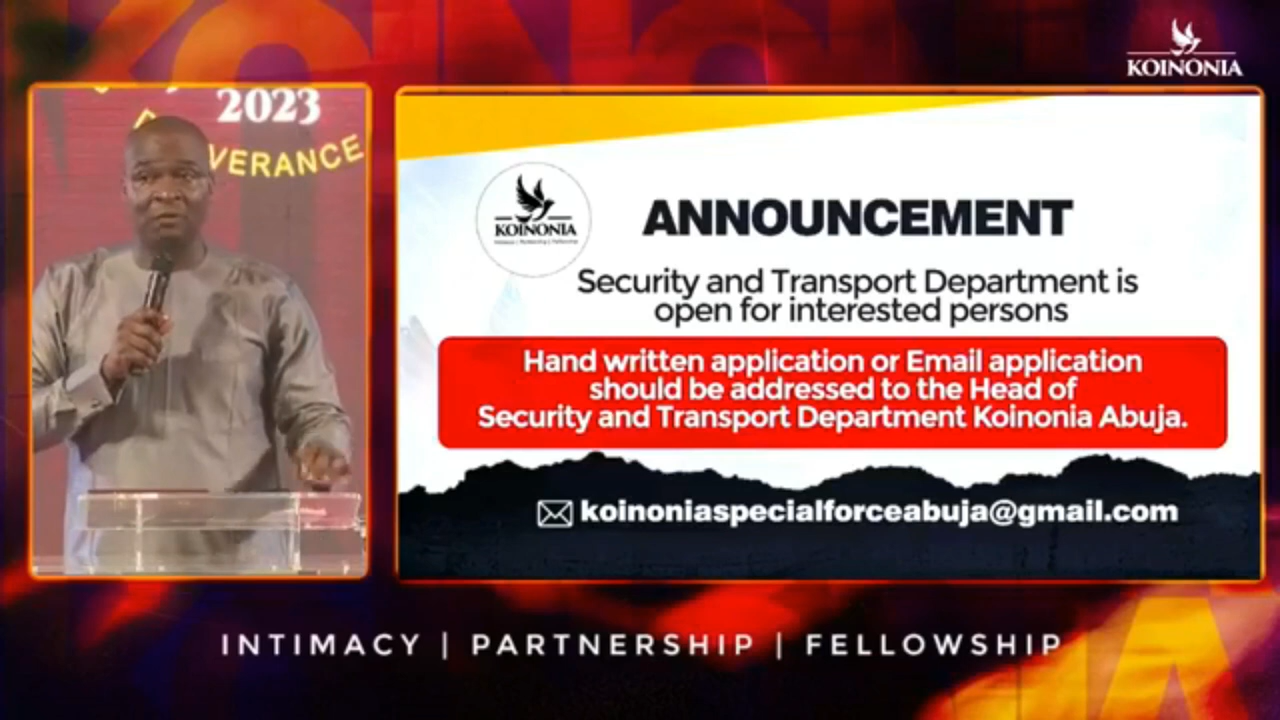 KOINONIA
2023
VERANCE
KOINONIA
ANNOUNCEMENT
Security and Transport Department is
open for interested persons
Hand written application or Email application
should be addressed to the Head of
Security and Transport Department Koinonia Abuja.
koinoniaspecialforceabuja@gmail.com
INTIMACY | PARTNERSHIP | FELLOWSHIP